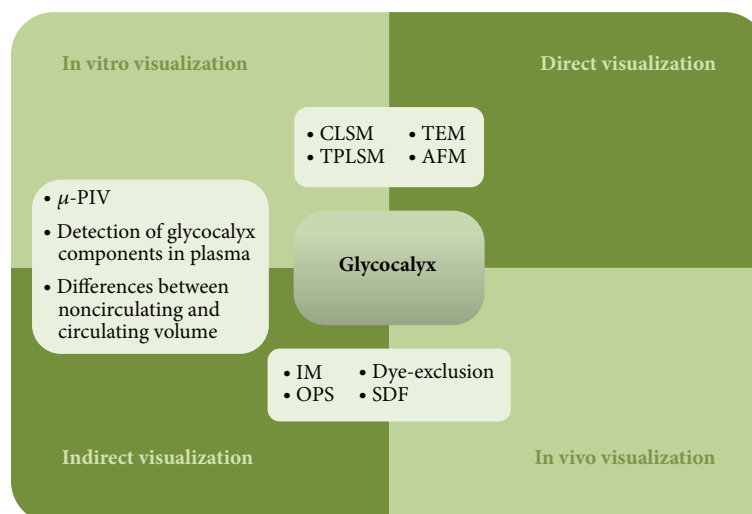 In vitro visualization
Direct visualization
• CLSM • TEM
• TPLSM • AFM
• μ-PIV
• Detection of glycocalyx
components in plasma
• Differences between
noncirculating and
circulating volume
Glycocalyx
• IM • Dye-exclusion
• OPS • SDF
Indirect visualization
In vivo visualization